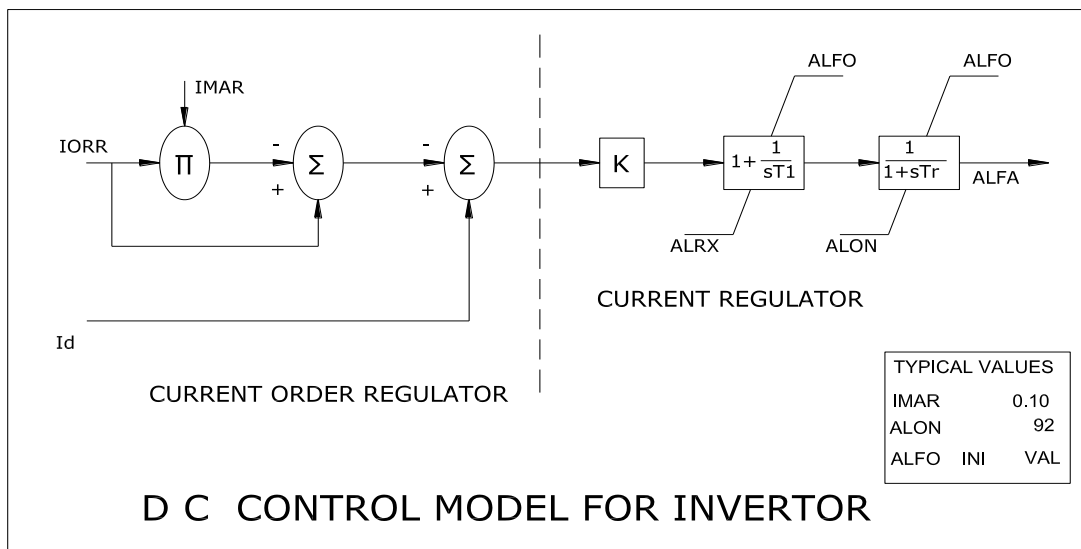 IMAR
IORR
Π
-
+
Σ
-
+
Σ
K
1+ 1/sT1
ALFO
ALRX
1/1+sTr
ALFO
ALON
ALFA
Id
CURRENT REGULATOR
CURRENT ORDER REGULATOR
TYPICAL VALUES
IMAR 0.10
ALON 92
ALFO INI VAL
D C CONTROL MODEL FOR INVERTOR